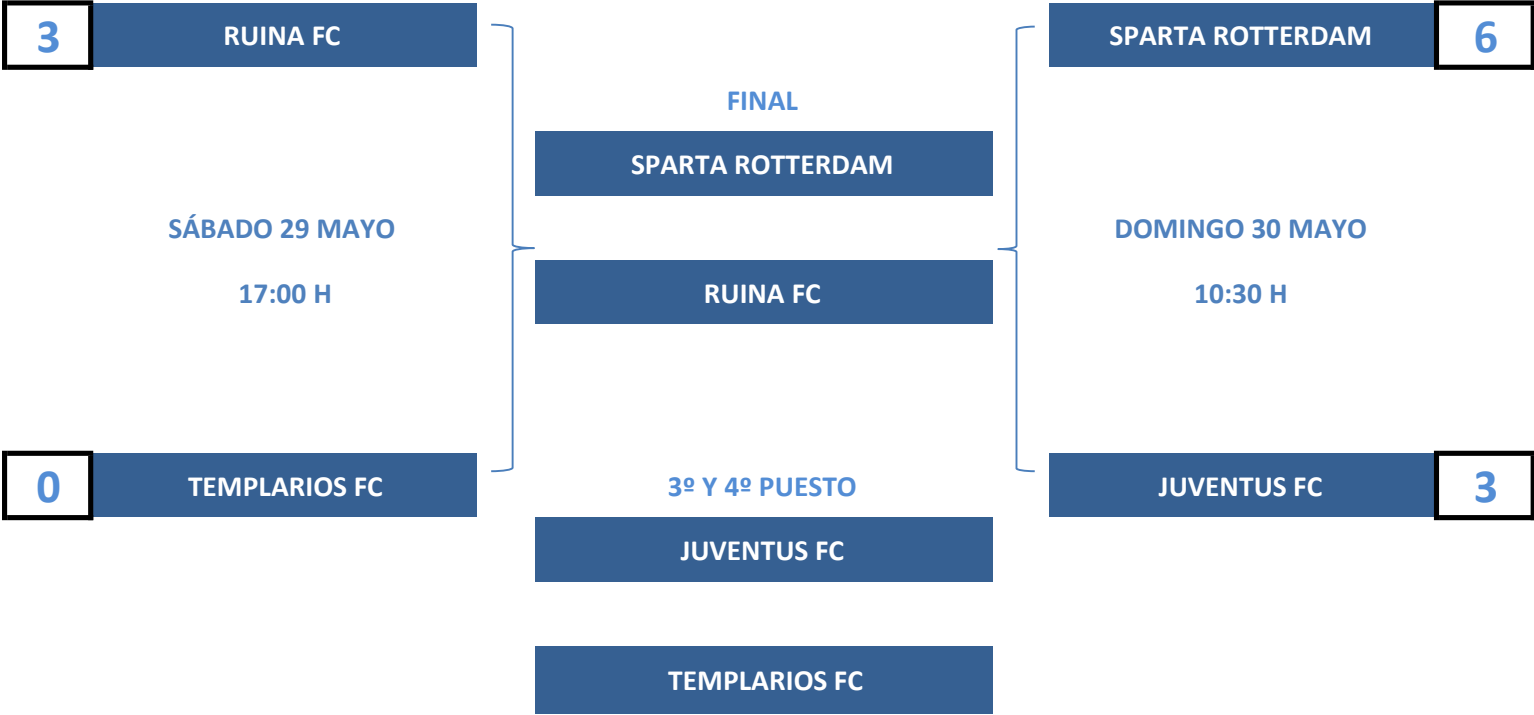 3 RUINA FC
SPARTA ROTTERDAM 6
FINAL
SPARTA ROTTERDAM
SÁBADO 29 MAYO
DOMINGO 30 MAYO
17:00 H
RUINA FC
10:30 H
0 TEMPLARIOS FC
3º Y 4º PUESTO
JUVENTUS FC 3
JUVENTUS FC
TEMPLARIOS FC